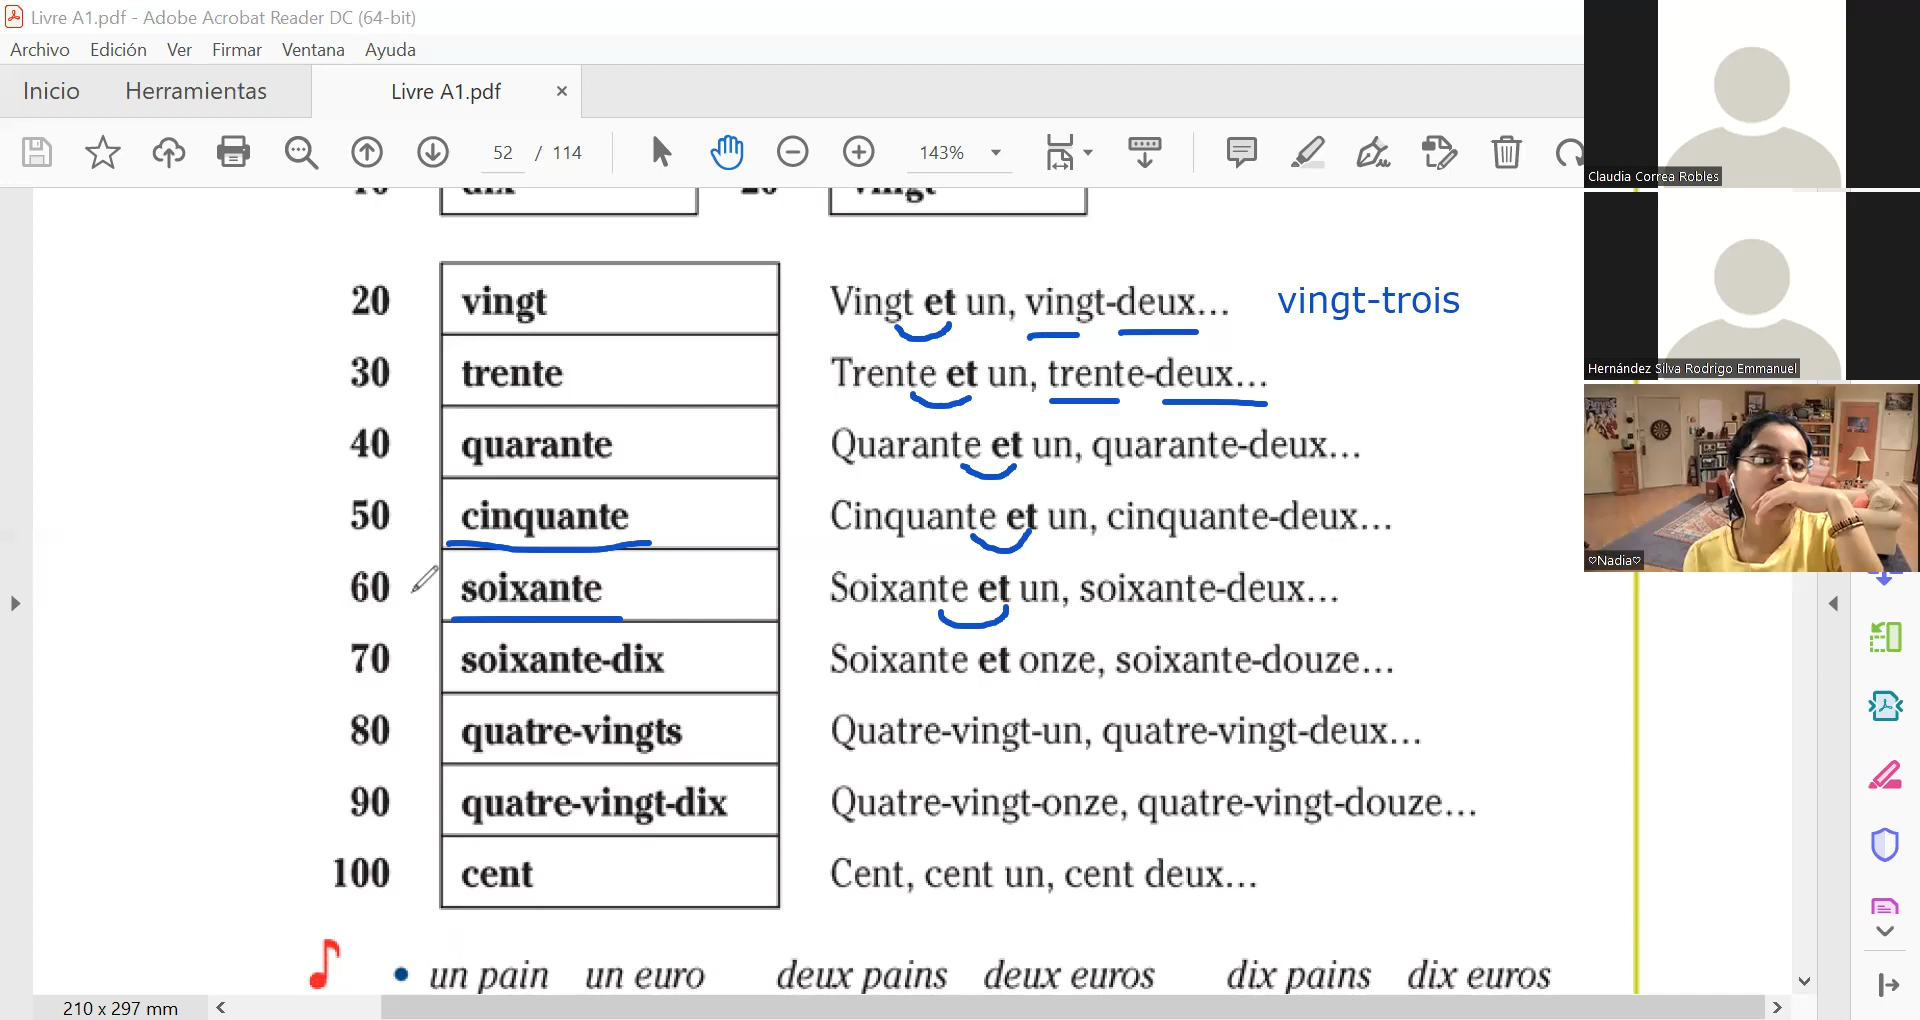 Livre A1.pdf - Adobe Acrobat Reader DC (64-bit)
Archivo Edición Ver Firmar Ventana Ayuda
Inicio Herramientas Livre A1.pdf ×
52 / 114 143%
10 dix 20 vingt
20 vingt Vingt et un, vingt-deux... vingt-trois
30 trente Trente et un, trente-deux...
40 quarante Quarante et un, quarante-deux...
50 cinquante Cinquante et un, cinquante-deux...
60 soixante Soixante et un, soixante-deux...
70 soixante-dix Soixante et onze, soixante-douze...
80 quatre-vingts Quatre-vingt-un, quatre-vingt-deux...
90 quatre-vingt-dix Quatre-vingt-onze, quatre-vingt-douze...
100 cent Cent, cent un, cent deux...
• un pain un euro deux pains deux euros dix pains dix euros
210 x 297 mm
Claudia Correa Robles
Hernández Silva Rodrigo Emmanuel
♡Nadia♡